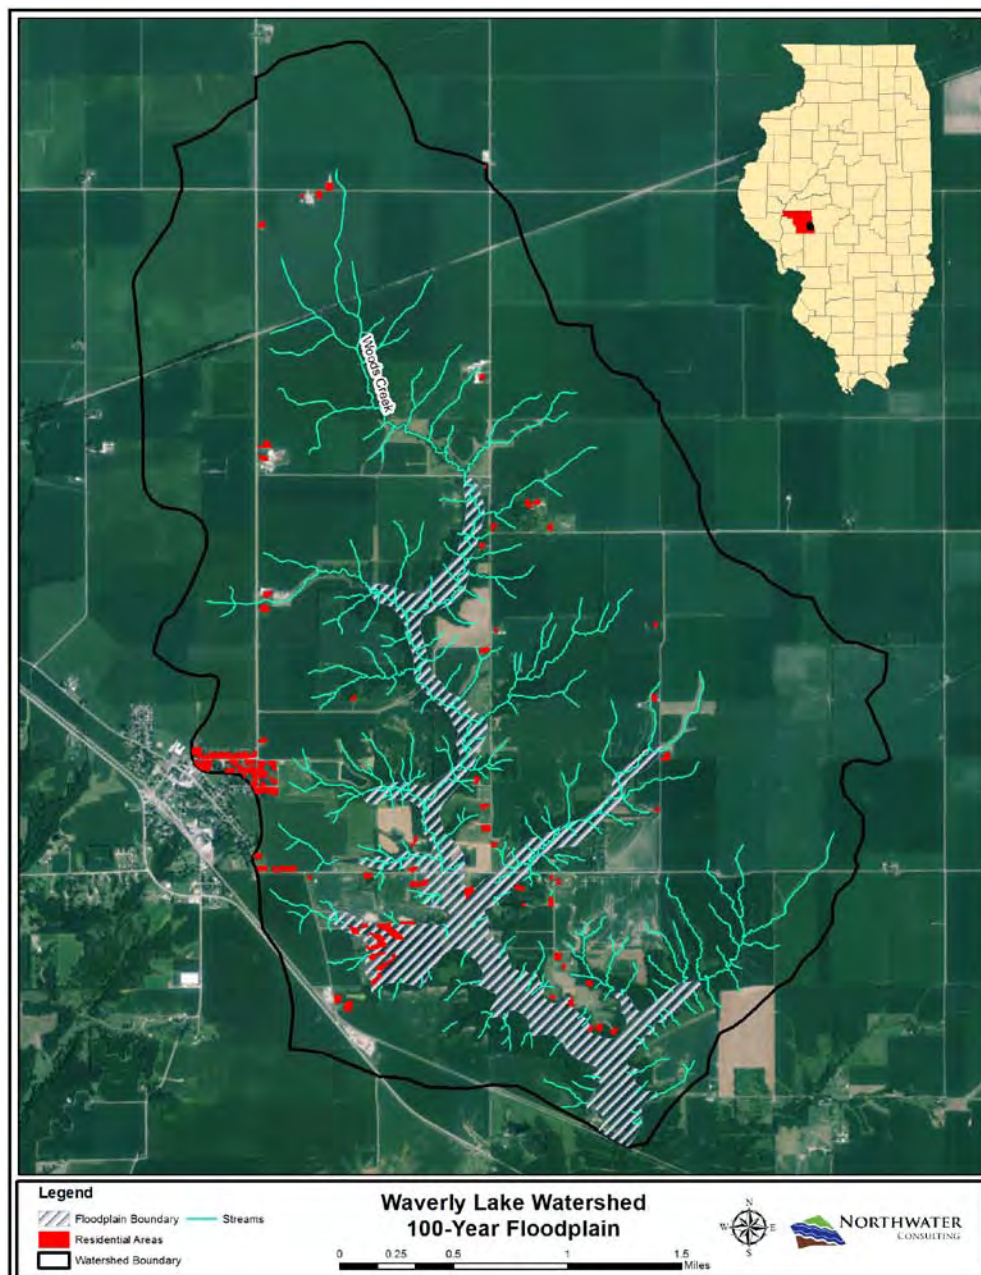 Woods Creek
Legend
Floodplain Boundary
Streams
Residential Areas
Watershed Boundary
Waverly Lake Watershed
100-Year Floodplain
0 0.25 0.5 1 1.5
Miles
N
W E
S
NORTHWATER
CONSULTING